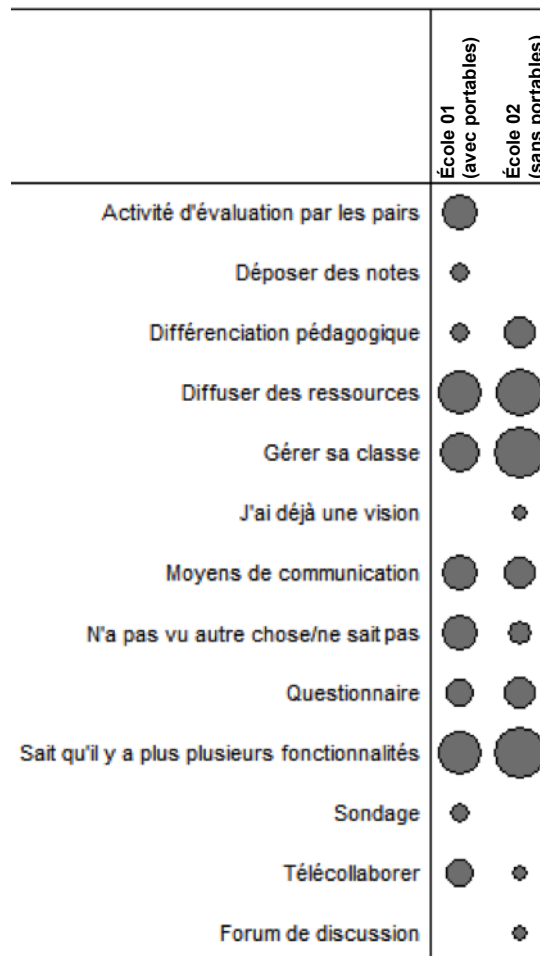 École 01
(avec portables)
École 02
(sans portables)
Activité d'évaluation par les pairs
Déposer des notes
Différenciation pédagogique
Diffuser des ressources
Gérer sa classe
J'ai déjà une vision
Moyens de communication
N'a pas vu autre chose/ne sait pas
Questionnaire
Sait qu'il y a plus plusieurs fonctionnalités
Sondage
Télécollaborer
Forum de discussion